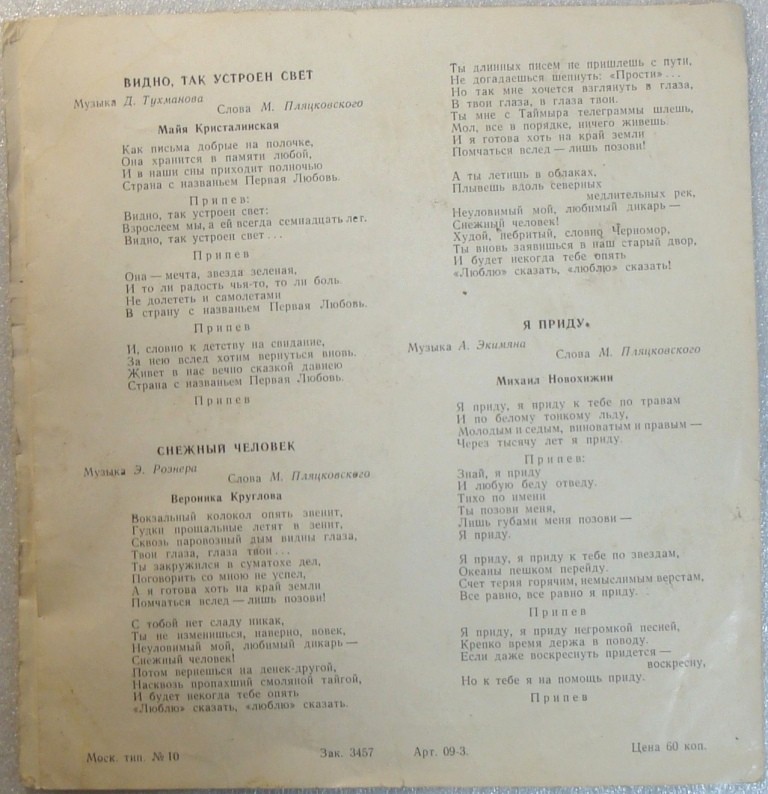 ВИДНО, ТАК УСТРОЕН СВЕТ
Музыка Д. Тухманова
Слова М. Пляцковского
Майя Кристалинская
Как письма добрые на полочке,
Она хранится в памяти любой,
И в наши сны приходит полночью
Страна с названьем Первая Любовь.
Припев:
Видно, так устроен свет:
Взрослеем мы, а ей всегда семнадцать лет.
Видно, так устроен свет...
Припев
Она — мечта, звезда зеленая,
И то ли радость чья-то, то ли боль.
Не долететь и самолетами
В страну с названьем Первая Любовь.
Припев
И, словно к детству на свидание,
За нею вслед хотим вернуться вновь.
Живет в нас вечно сказкой давнею
Страна с названьем Первая Любовь.
Припев
СНЕЖНЫЙ ЧЕЛОВЕК
Музыка Э. Рознера
Слова М. Пляцковского
Вероника Круглова
Вокзальный колокол опять звенит,
Гудки прощальные летят в зенит,
Сквозь паровозный дым видны глаза,
Твои глаза, глаза твои...
Ты закружился в суматохе дел,
Поговорить со мною не успел,
А я готова хоть на край земли
Помчаться вслед — лишь позови!
С тобой нет сладу никак,
Ты не изменишься, наверно, вовек,
Неуловимый мой, любимый дикарь —
Снежный человек!
Потом вернешься на денек-другой,
Насквозь пропахший смоляной тайгой,
И будет некогда тебе опять
«Люблю» сказать, «люблю» сказать.
Ты длинных писем не пришлешь с пути,
Не догадаешься шепнуть: «Прости»...
Но так мне хочется взглянуть в глаза,
В твои глаза, в глаза твои.
Ты мне с Таймыра телеграммы шлешь,
Мол, все в порядке, ничего живешь.
И я готова хоть на край земли
Помчаться вслед — лишь позови!
А ты летишь в облаках,
Плывешь вдоль северных
медлительных рек,
Неуловимый мой, любимый дикарь —
Снежный человек!
Худой, небритый, словно Черномор,
Ты вновь заявишься в наш старый двор,
И будет некогда тебе опять
«Люблю» сказать, «люблю» сказать!
Я ПРИДУ.
Музыка А. Экимяна
Слова М. Пляцковского
Михаил Новохижин
Я приду, я приду к тебе по травам
И по белому тонкому льду,
Молодым и седым, виноватым и правым —
Через тысячу лет я приду.
Припев:
Знай, я приду
И любую беду отведу.
Тихо по имени
Ты позови меня,
Лишь губами меня позови —
Я приду.
Я приду, я приду к тебе по звездам,
Океаны пешком перейду.
Счет теряя горячим, немыслимым верстам,
Все равно, все равно я приду.
Припев
Я приду, я приду негромкой песней,
Крепко время держа в поводу.
Если даже воскреснуть придется —
воскресну,
Но к тебе я на помощь приду.
Припев
Моск. тип. № 10
Зак. 3457
Арт. 09-3.
Цена 60 коп.